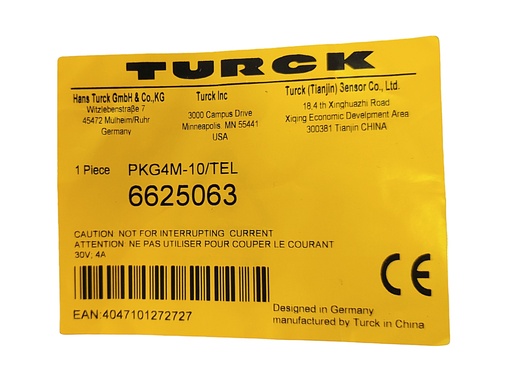 TURCK
Hans Turck GmbH & Co.,KG
Witzlebenstraße 7
45472 Mulheim/Ruhr
Germany
Turck Inc
3000 Campus Drive
Minneapolis, MN 55441
USA
Turck (Tianjin) Sensor Co., Ltd.
18,4 th Xinghuazhi Road
Xiqing Economic Develpment Area
300381 Tianjin CHINA
1 Piece PKG4M-10/TEL
6625063
CAUTION NOT FOR INTERRUPTING CURRENT
ATTENTION NE PAS UTILISER POUR COUPER LE COURANT
30V, 4A
CE
EAN:4047101272727
Designed in Germany
manufactured by Turck in China